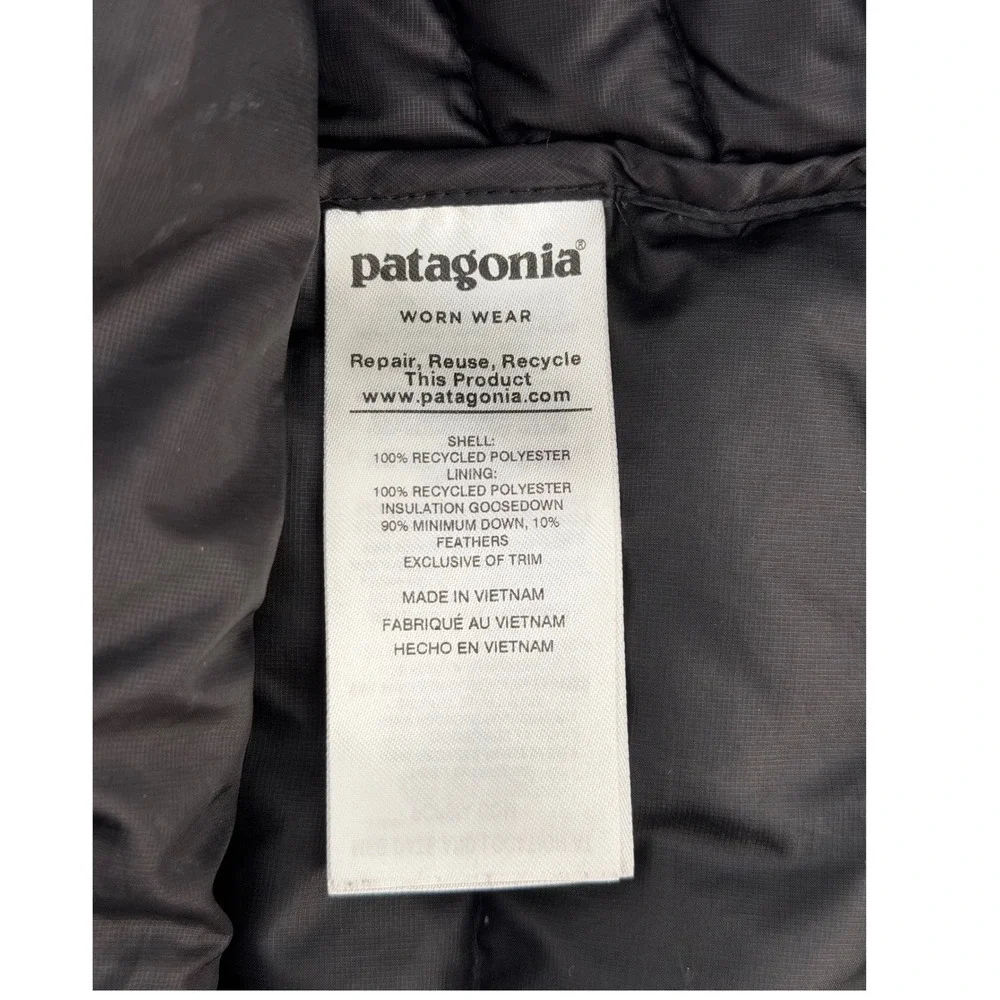 patagonia®
WORN WEAR
Repair, Reuse, Recycle
This Product
www.patagonia.com
SHELL:
100% RECYCLED POLYESTER
LINING:
100% RECYCLED POLYESTER
INSULATION GOOSEDOWN
90% MINIMUM DOWN, 10%
FEATHERS
EXCLUSIVE OF TRIM
MADE IN VIETNAM
FABRIQUÉ AU VIETNAM
HECHO EN VIETNAM